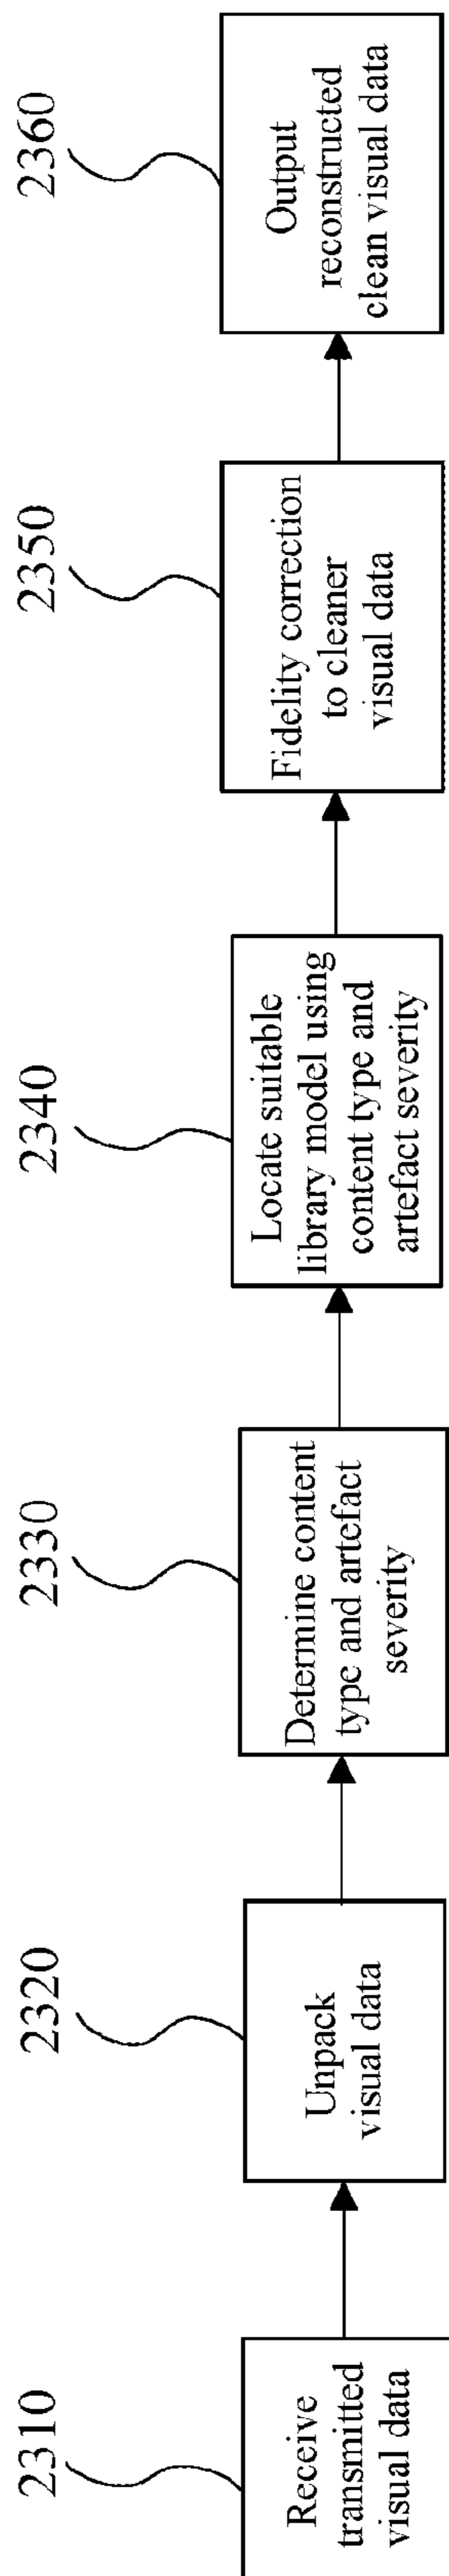 2310
Receive
transmitted
visual data
2320
Unpack
visual data
2330
Determine content
type and artefact
severity
2340
Locate suitable
library model using
content type and
artefact severity
2350
Fidelity correction
to cleaner
visual data
2360
Output
reconstructed
clean visual data